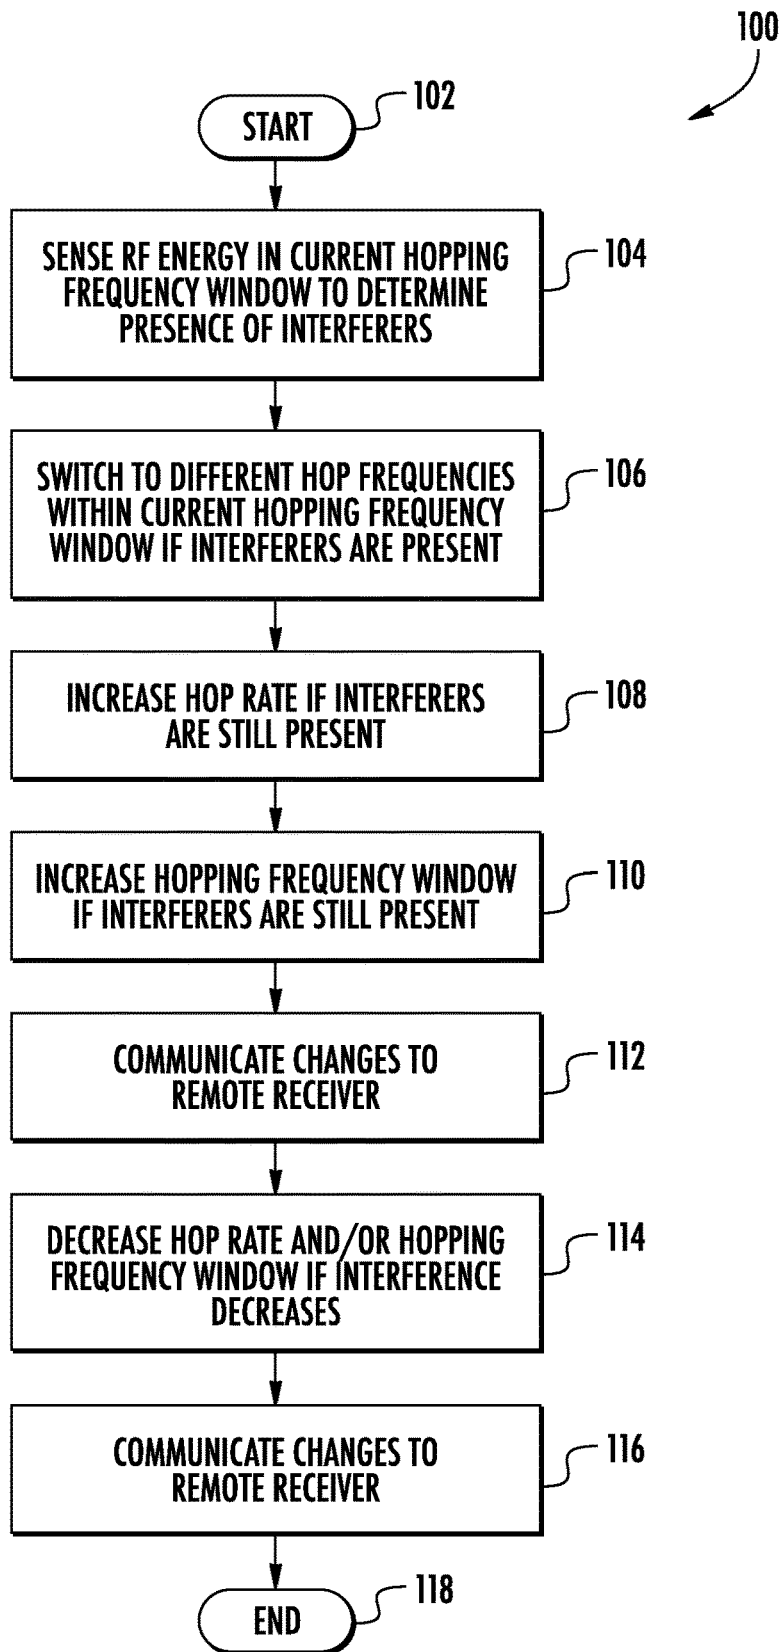 100
START
102
SENSE RF ENERGY IN CURRENT HOPPING
FREQUENCY WINDOW TO DETERMINE
PRESENCE OF INTERFERERS
104
SWITCH TO DIFFERENT HOP FREQUENCIES
WITHIN CURRENT HOPPING FREQUENCY
WINDOW IF INTERFERERS ARE PRESENT
106
INCREASE HOP RATE IF INTERFERERS
ARE STILL PRESENT
108
INCREASE HOPPING FREQUENCY WINDOW
IF INTERFERERS ARE STILL PRESENT
110
COMMUNICATE CHANGES TO
REMOTE RECEIVER
112
DECREASE HOP RATE AND/OR HOPPING
FREQUENCY WINDOW IF INTERFERENCE
DECREASES
114
COMMUNICATE CHANGES TO
REMOTE RECEIVER
116
END
118